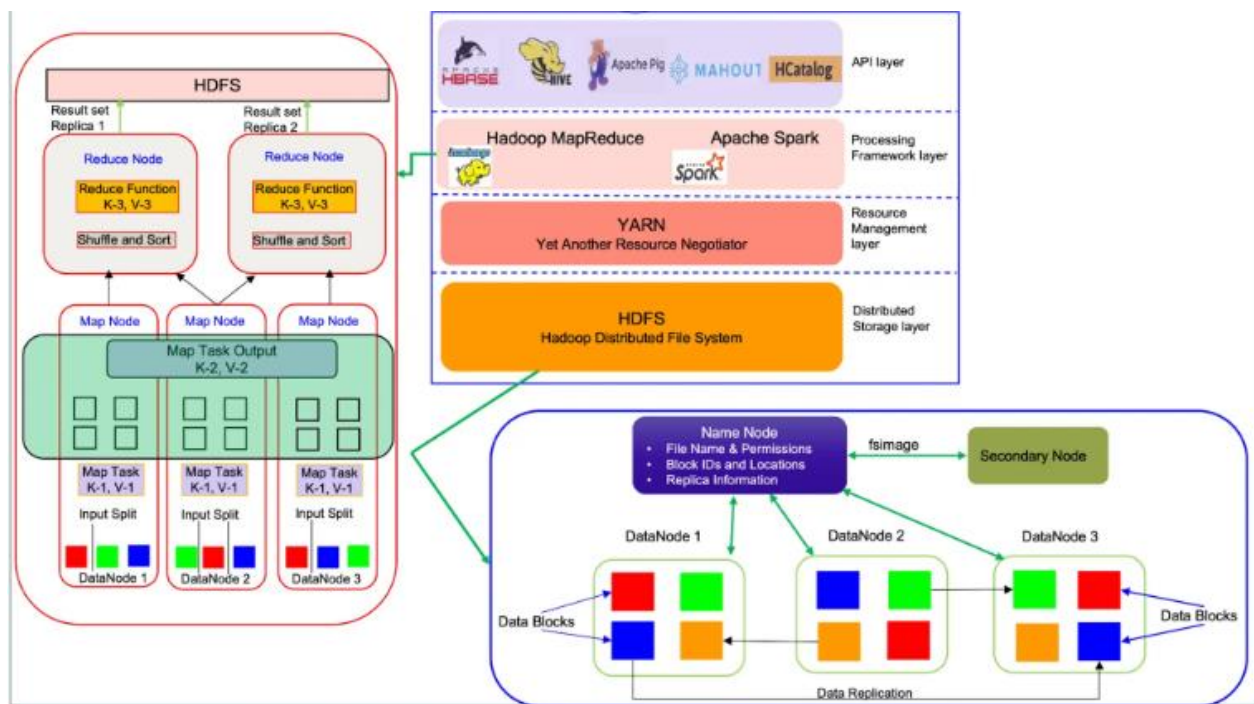 HDFS
Result set
Replica 1
Result set
Replica 2
Reduce Node
Reduce Node
Reduce Function
K-3, V-3
Reduce Function
K-3, V-3
Shuffle and Sort
Shuffle and Sort
Map Node
Map Node
Map Node
Map Task Output
K-2, V-2
Map Task
K-1, V-1
Map Task
K-1, V-1
Map Task
K-1, V-1
Input Split
Input Split
Input Split
DataNode 1
DataNode 2
DataNode 3
APACHE
HBASE
HIVE
Apache Pig
MAHOUT
HCatalog
API layer
Hadoop MapReduce
Apache Spark
Spark
Processing
Framework layer
YARN
Yet Another Resource Negotiator
Resource
Management
layer
HDFS
Hadoop Distributed File System
Distributed
Storage layer
Name Node
• File Name & Permissions
• Block IDs and Locations
• Replica Information
fsimage
Secondary Node
DataNode 1
DataNode 2
DataNode 3
Data Blocks
Data Blocks
Data Replication